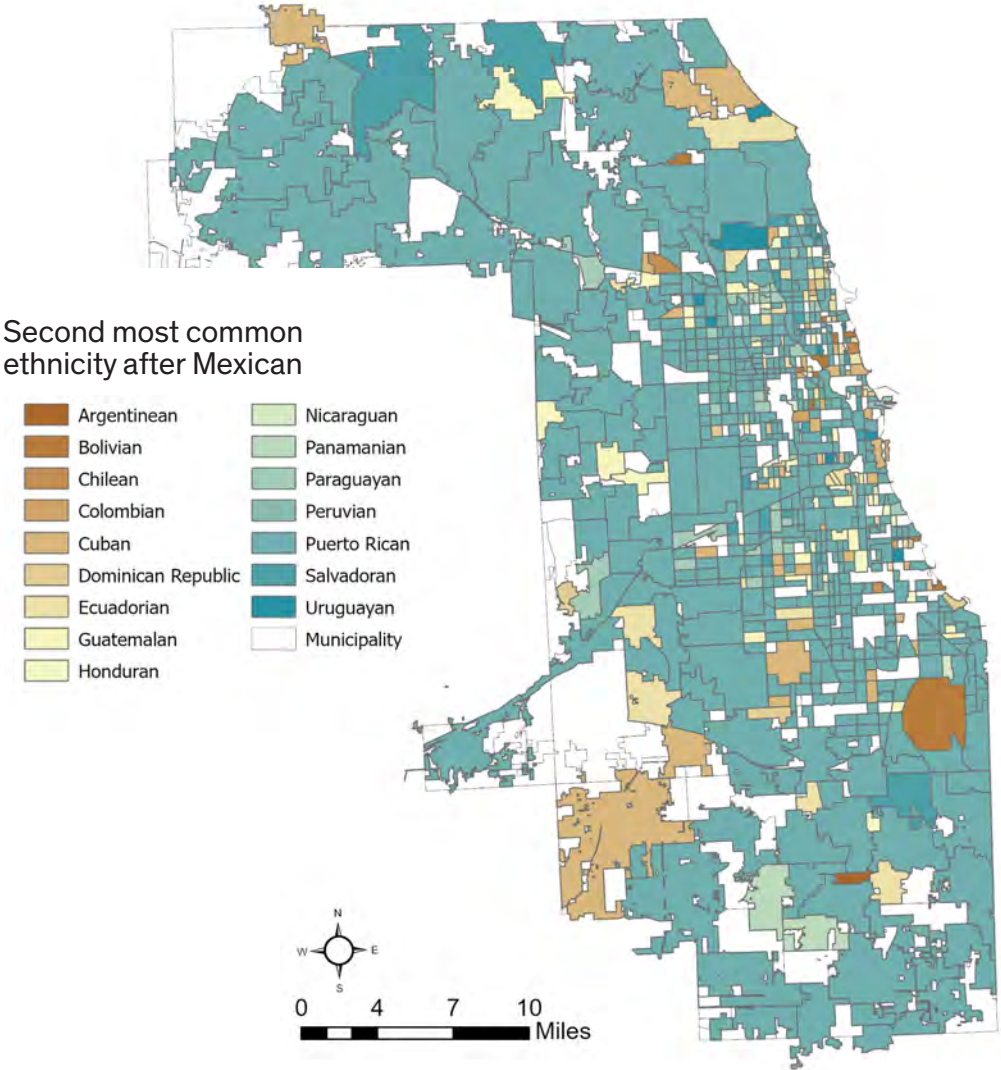 Second most common
ethnicity after Mexican
Argentinean
Bolivian
Chilean
Colombian
Cuban
Dominican Republic
Ecuadorian
Guatemalan
Honduran
Nicaraguan
Panamanian
Paraguayan
Peruvian
Puerto Rican
Salvadoran
Uruguayan
Municipality
N
W E
S
0 4 7 10
Miles